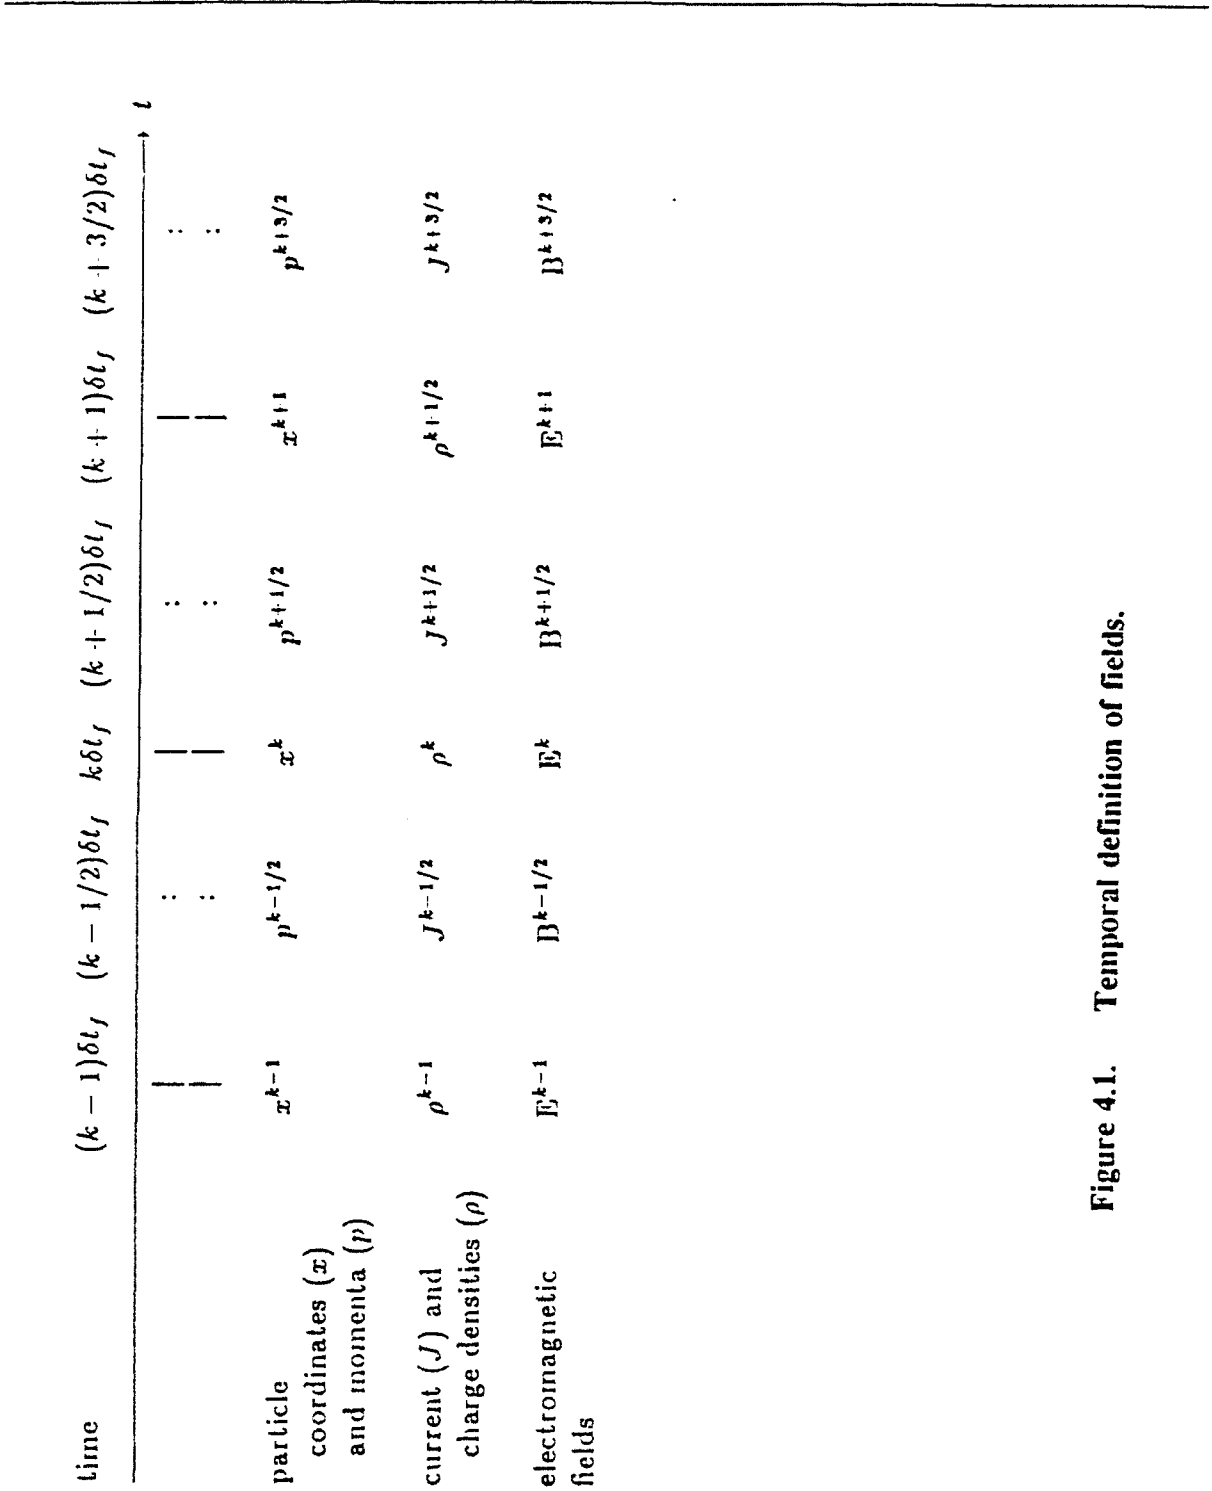 time (k − 1)δt_f (k − 1/2)δt_f kδt_f (k + 1/2)δt_f (k + 1)δt_f (k + 3/2)δt_f
t
particle x^{k−1} p^{k−1/2} x^k p^{k+1/2} x^{k+1} p^{k+3/2}
coordinates (x)
and momenta (p)
current (J) and ρ^{k−1} J^{k−1/2} ρ^k J^{k+1/2} ρ^{k+1/2} J^{k+3/2}
charge densities (ρ)
electromagnetic E^{k−1} B^{k−1/2} E^k B^{k+1/2} E^{k+1} B^{k+3/2}
fields
Figure 4.1. Temporal definition of fields.